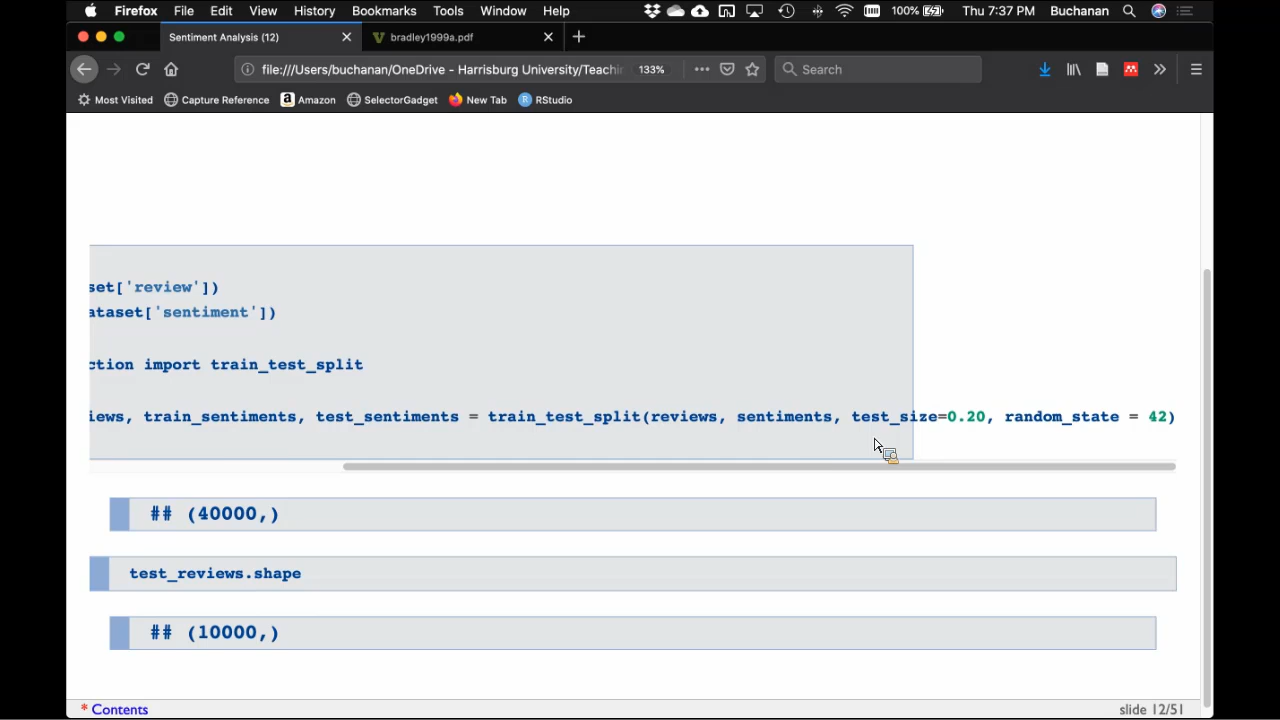 Firefox File Edit View History Bookmarks Tools Window Help 100% Thu 7:37 PM Buchanan
Sentiment Analysis (12) bradley1999a.pdf
file:///Users/buchanan/OneDrive - Harrisburg University/Teachin 133% Search
Most Visited Capture Reference Amazon SelectorGadget New Tab RStudio
set['review'])
ataset['sentiment'])
ction import train_test_split
iews, train_sentiments, test_sentiments = train_test_split(reviews, sentiments, test_size=0.20, random_state = 42)
## (40000,)
test_reviews.shape
## (10000,)
* Contents slide 12/51